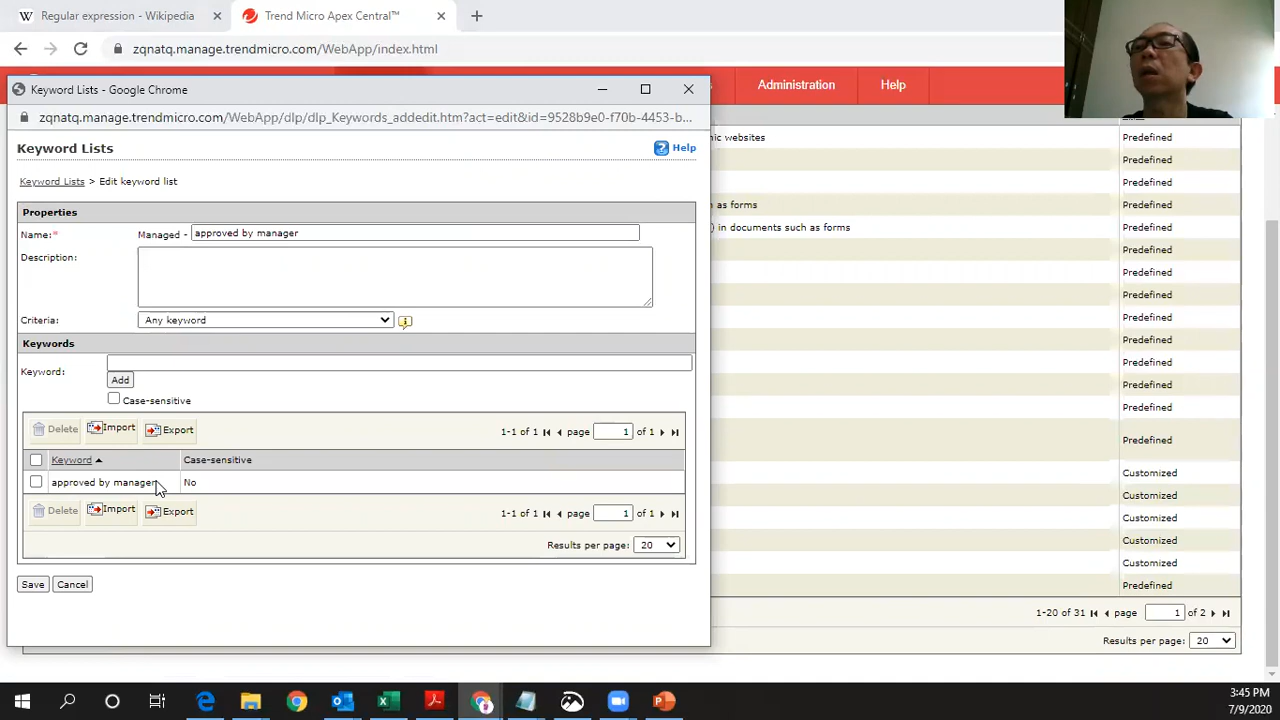 Regular expression - Wikipedia
Trend Micro Apex Central™
zqnatq.manage.trendmicro.com/WebApp/index.html
Administration
Help
Keyword Lists - Google Chrome
zqnatq.manage.trendmicro.com/WebApp/dlp/dlp_Keywords_addedit.htm?act=edit&id=9528b9e0-f70b-4453-b...
Keyword Lists
Help
Keyword Lists > Edit keyword list
Properties
Name:* Managed - approved by manager
Description:
Criteria: Any keyword
Keywords
Keyword:
Add
Case-sensitive
Delete Import Export 1-1 of 1 page 1 of 1
Keyword Case-sensitive
approved by manager No
Delete Import Export 1-1 of 1 page 1 of 1
Results per page: 20
Save Cancel
nic websites Predefined
Predefined
Predefined
as forms Predefined
) in documents such as forms Predefined
Predefined
Predefined
Predefined
Predefined
Predefined
Predefined
Predefined
Predefined
Predefined
Customized
Customized
Customized
Customized
Customized
Predefined
1-20 of 31 page 1 of 2
Results per page: 20
3:45 PM
7/9/2020